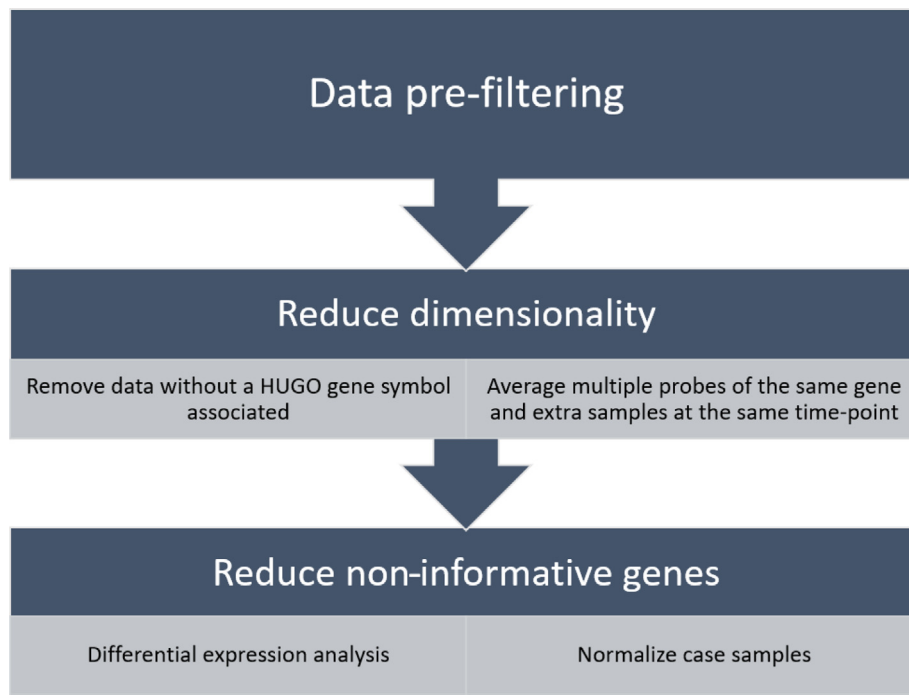 Data pre-filtering
Reduce dimensionality
Remove data without a HUGO gene symbol
associated
Average multiple probes of the same gene
and extra samples at the same time-point
Reduce non-informative genes
Differential expression analysis
Normalize case samples